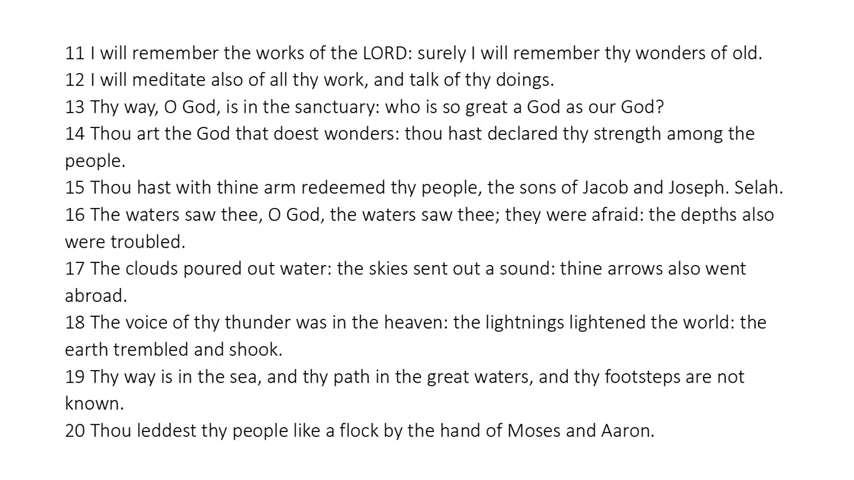 11 I will remember the works of the LORD: surely I will remember thy wonders of old.
12 I will meditate also of all thy work, and talk of thy doings.
13 Thy way, O God, is in the sanctuary: who is so great a God as our God?
14 Thou art the God that doest wonders: thou hast declared thy strength among the
people.
15 Thou hast with thine arm redeemed thy people, the sons of Jacob and Joseph. Selah.
16 The waters saw thee, O God, the waters saw thee; they were afraid: the depths also
were troubled.
17 The clouds poured out water: the skies sent out a sound: thine arrows also went
abroad.
18 The voice of thy thunder was in the heaven: the lightnings lightened the world: the
earth trembled and shook.
19 Thy way is in the sea, and thy path in the great waters, and thy footsteps are not
known.
20 Thou leddest thy people like a flock by the hand of Moses and Aaron.